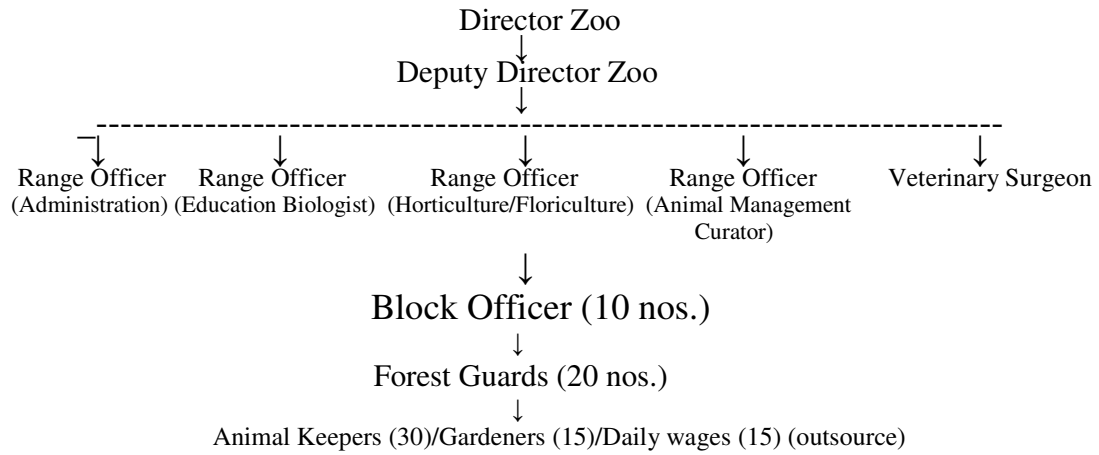 Director Zoo
Deputy Director Zoo
Range Officer Range Officer Range Officer Range Officer Veterinary Surgeon
(Administration) (Education Biologist) (Horticulture/Floriculture) (Animal Management
Curator)
Block Officer (10 nos.)
Forest Guards (20 nos.)
Animal Keepers (30)/Gardeners (15)/Daily wages (15) (outsource)